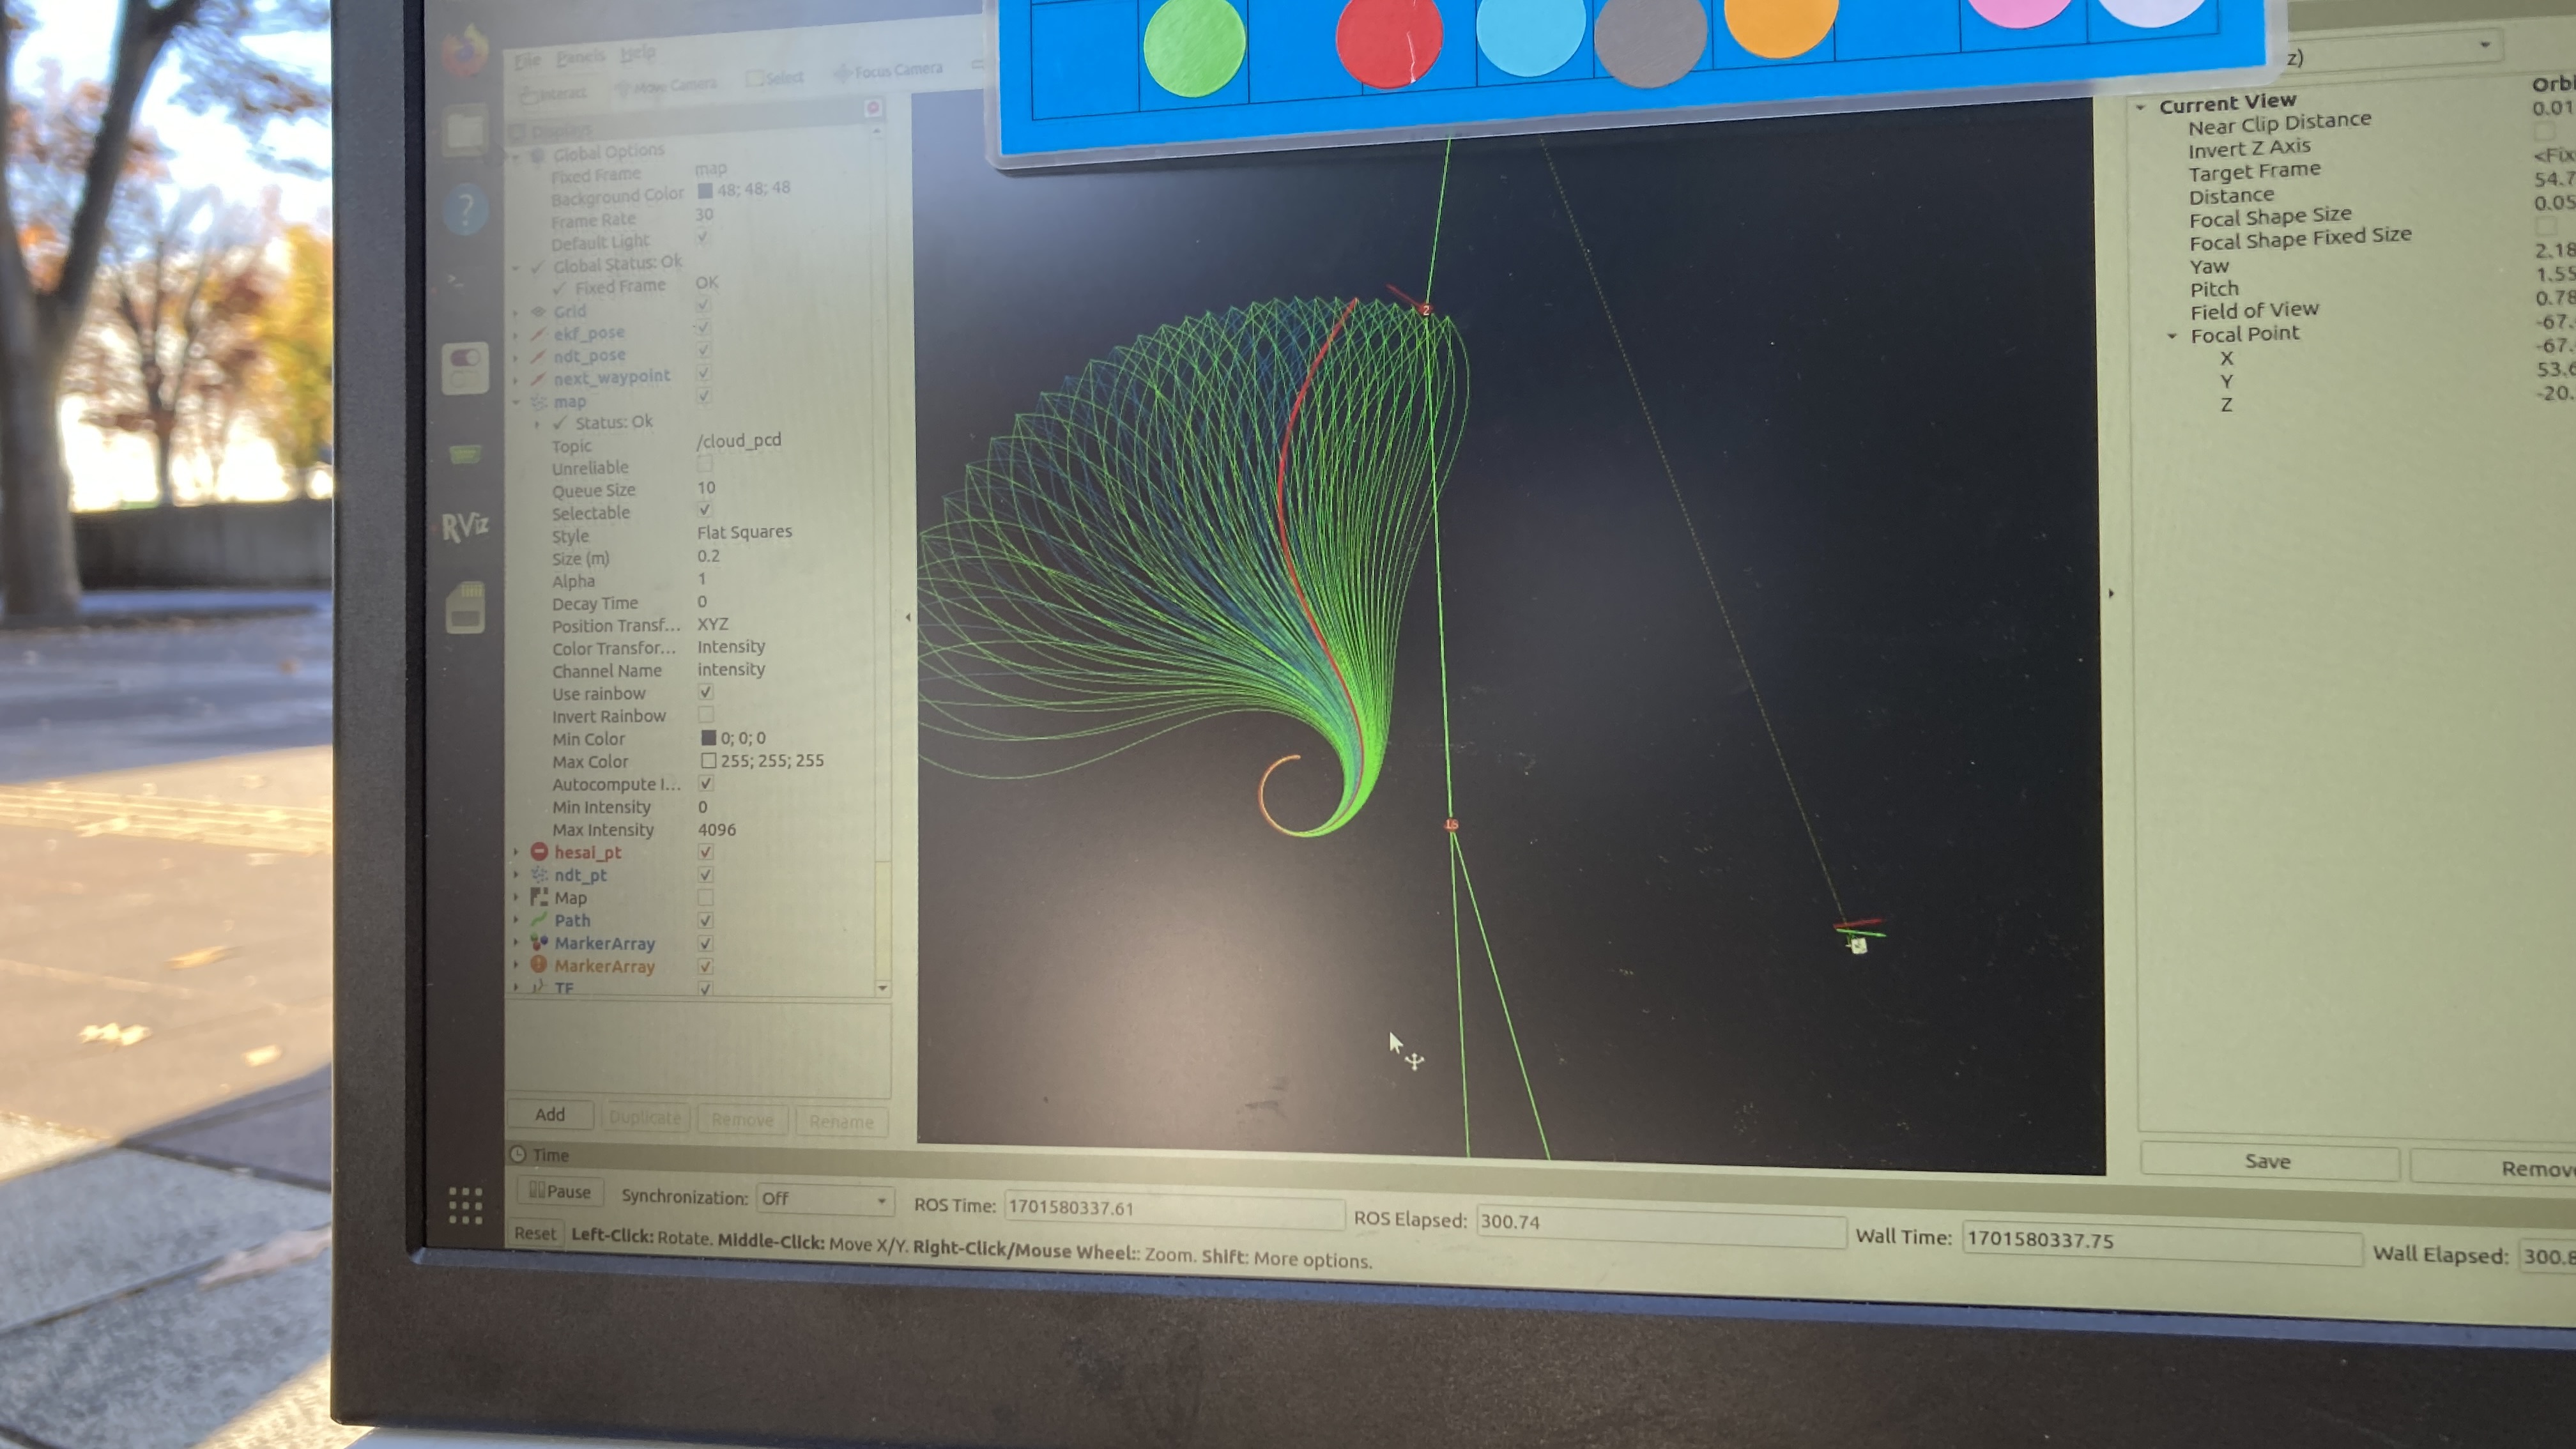 File Panels Help
Interact Move Camera Select Focus Camera
Displays
Global Options
Fixed Frame map
Background Color 48; 48; 48
Frame Rate 30
Default Light
Global Status: Ok
Fixed Frame OK
Grid
ekf_pose
ndt_pose
next_waypoint
map
Status: Ok
Topic /cloud_pcd
Unreliable
Queue Size 10
Selectable
Style Flat Squares
Size (m) 0.2
Alpha 1
Decay Time 0
Position Transf... XYZ
Color Transfor... Intensity
Channel Name intensity
Use rainbow
Invert Rainbow
Min Color 0; 0; 0
Max Color 255; 255; 255
Autocompute I...
Min Intensity 0
Max Intensity 4096
hesai_pt
ndt_pt
Map
Path
MarkerArray
MarkerArray
TF
Add Duplicate Remove Rename
RViz
2
z)
Current View Orbi
Near Clip Distance 0.01
Invert Z Axis
Target Frame <Fix
Distance 54.7
Focal Shape Size 0.05
Focal Shape Fixed Size
Yaw 2.18
Pitch 1.55
Field of View 0.78
Focal Point -67.
X -67.
Y 53.6
Z -20.
Save Remov
Time
Pause Synchronization: Off ROS Time: 1701580337.61 ROS Elapsed: 300.74 Wall Time: 1701580337.75 Wall Elapsed: 300.8
Reset Left-Click: Rotate. Middle-Click: Move X/Y. Right-Click/Mouse Wheel:: Zoom. Shift: More options.